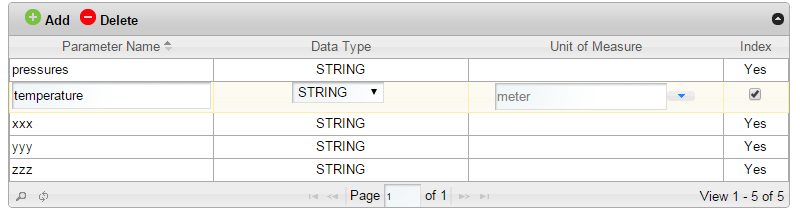 Add Delete
Parameter Name Data Type Unit of Measure Index
pressures STRING Yes
temperature STRING meter
xxx STRING Yes
yyy STRING Yes
zzz STRING Yes
Page 1 of 1 View 1 - 5 of 5